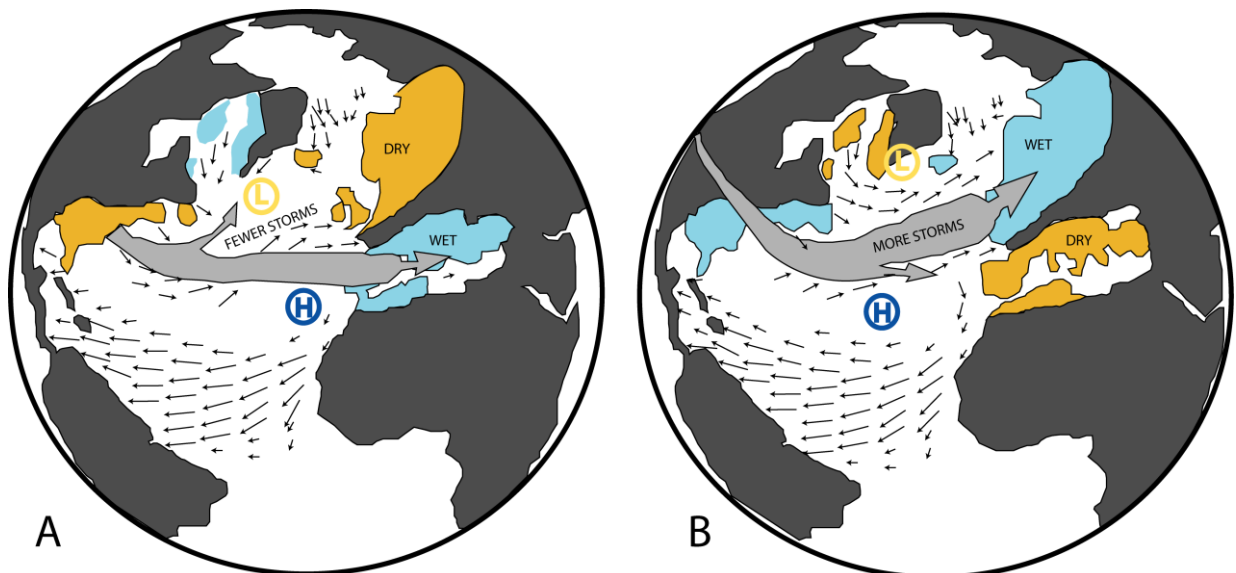 DRY
L
FEWER STORMS
WET
H
A
WET
L
MORE STORMS
DRY
H
B